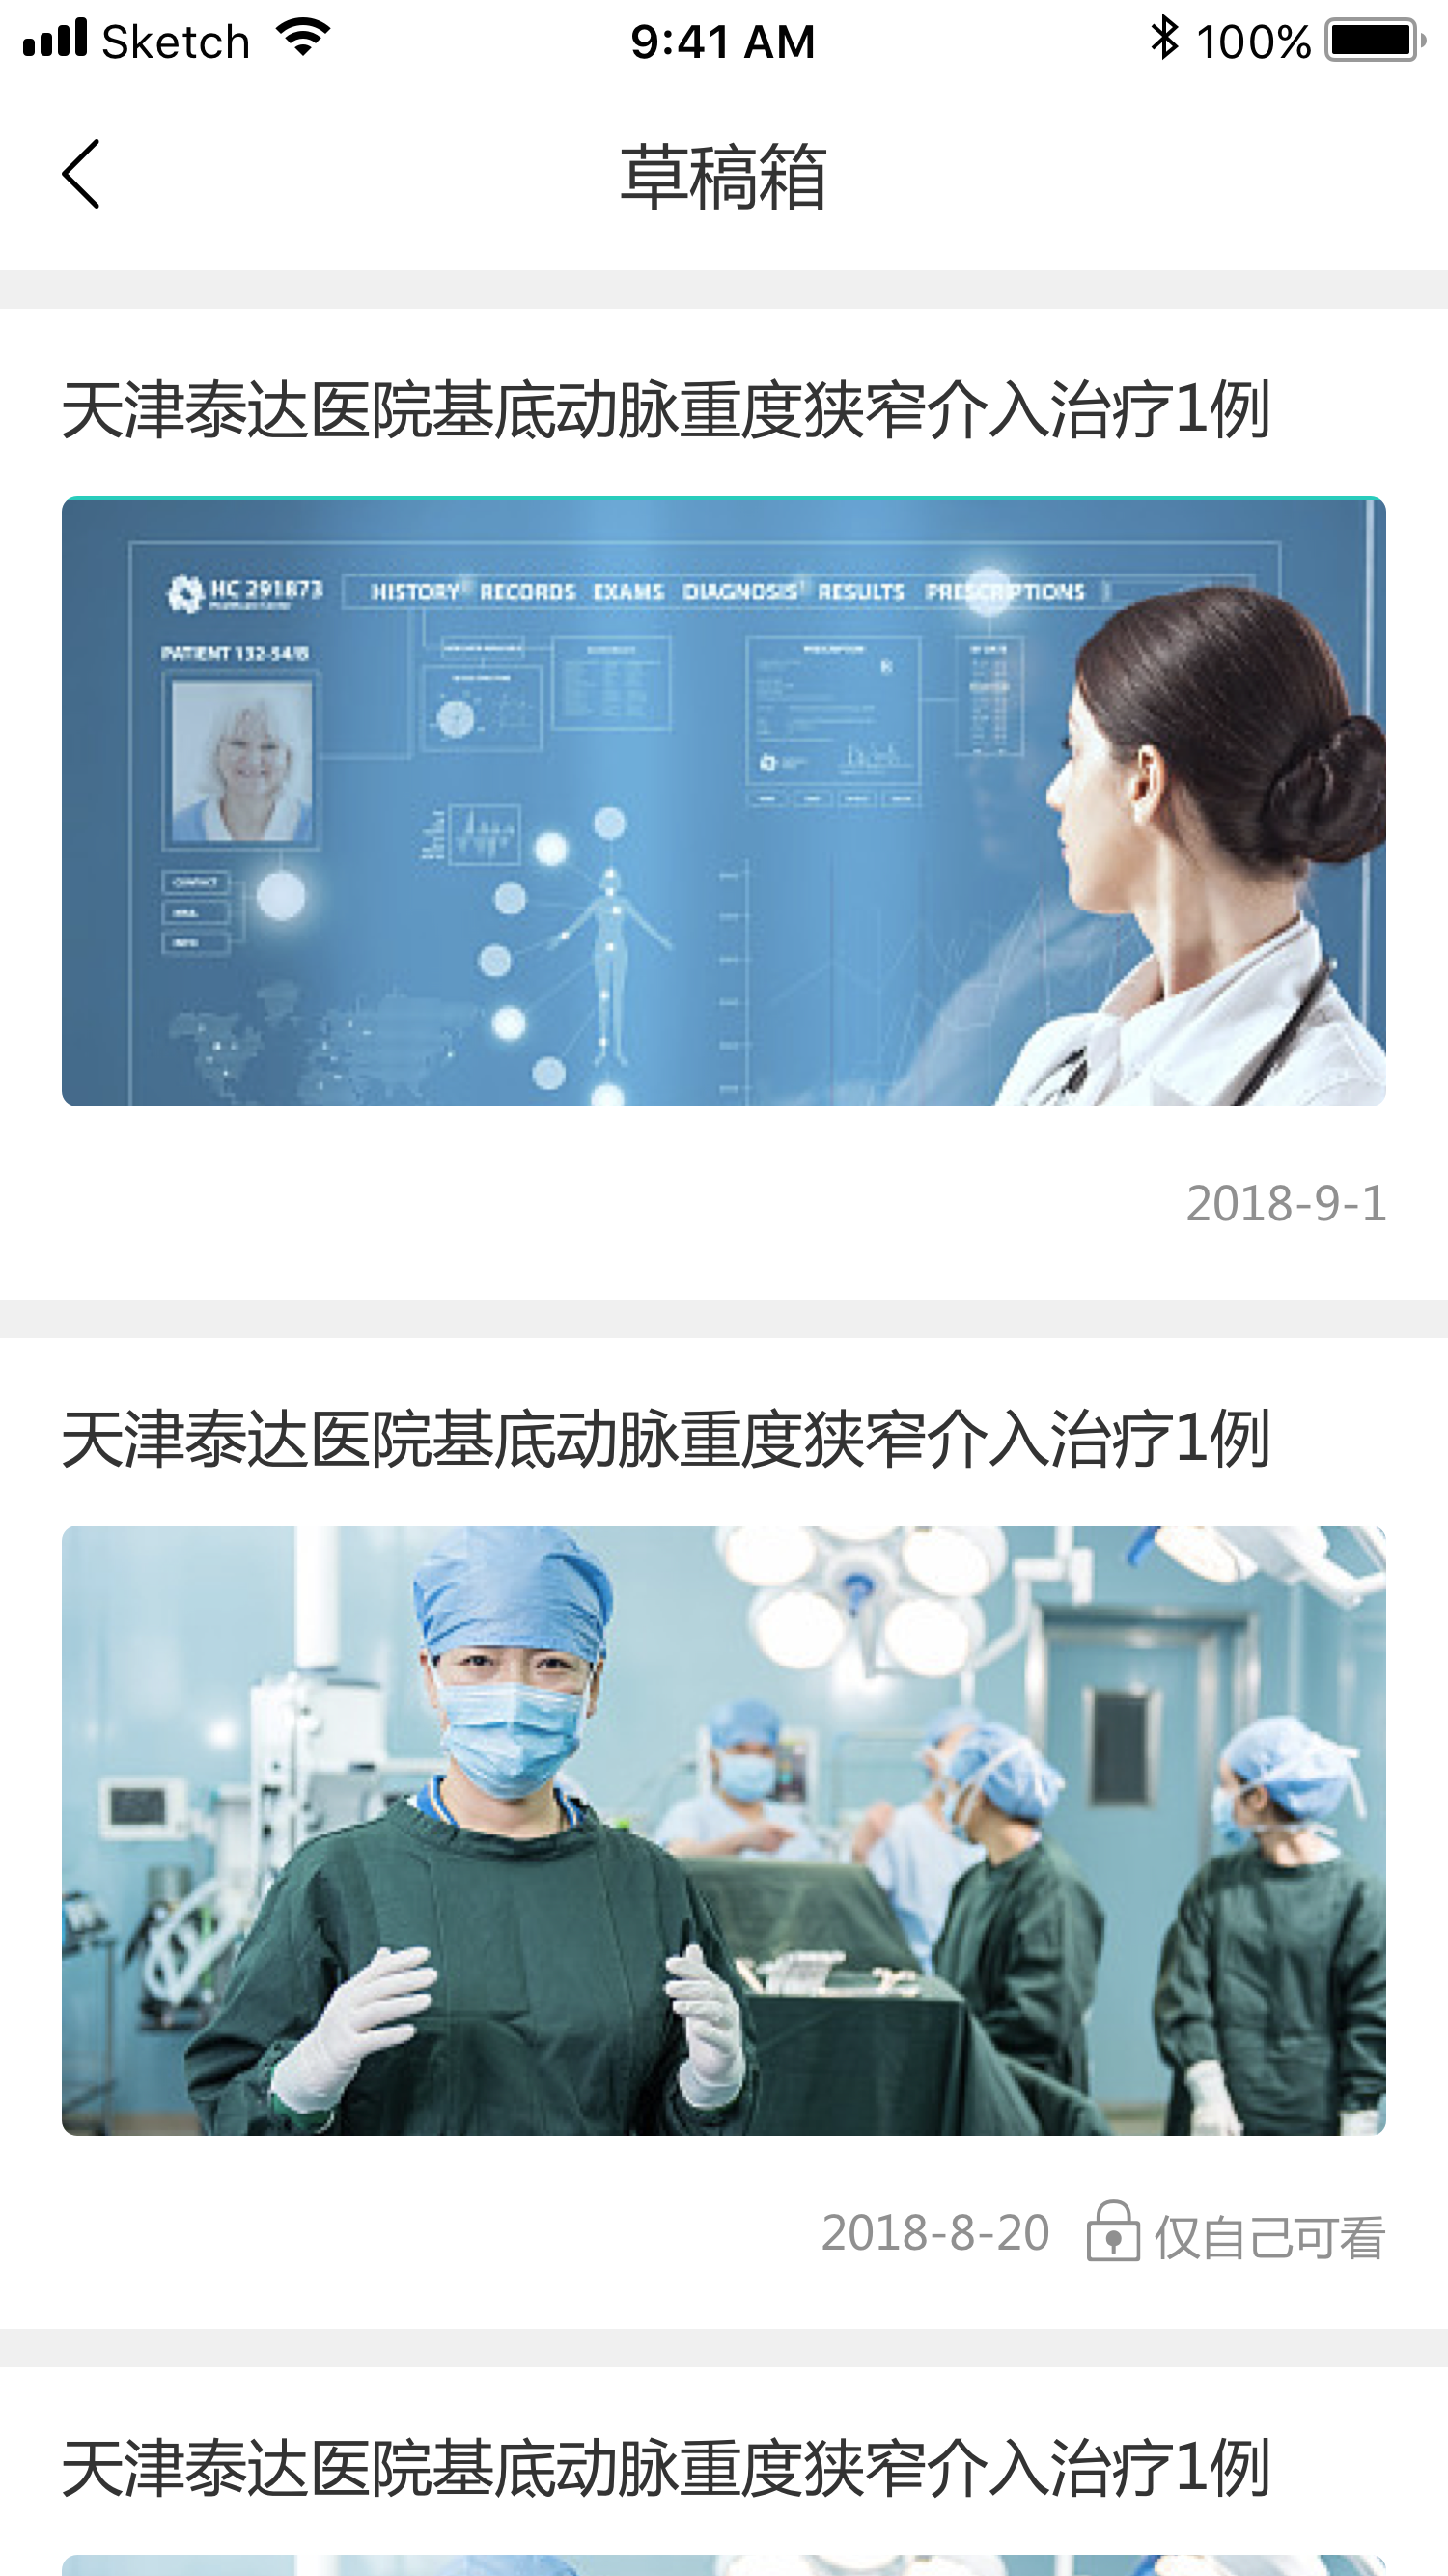 Sketch 9:41 AM 100%
草稿箱
天津泰达医院基底动脉重度狭窄介入治疗1例
HC 291873
HISTORY RECORDS EXAMS DIAGNOSIS RESULTS PRESCRIPTIONS
PATIENT 132-54/B
CONTACT
INFO
2018-9-1
天津泰达医院基底动脉重度狭窄介入治疗1例
2018-8-20 仅自己可看
天津泰达医院基底动脉重度狭窄介入治疗1例